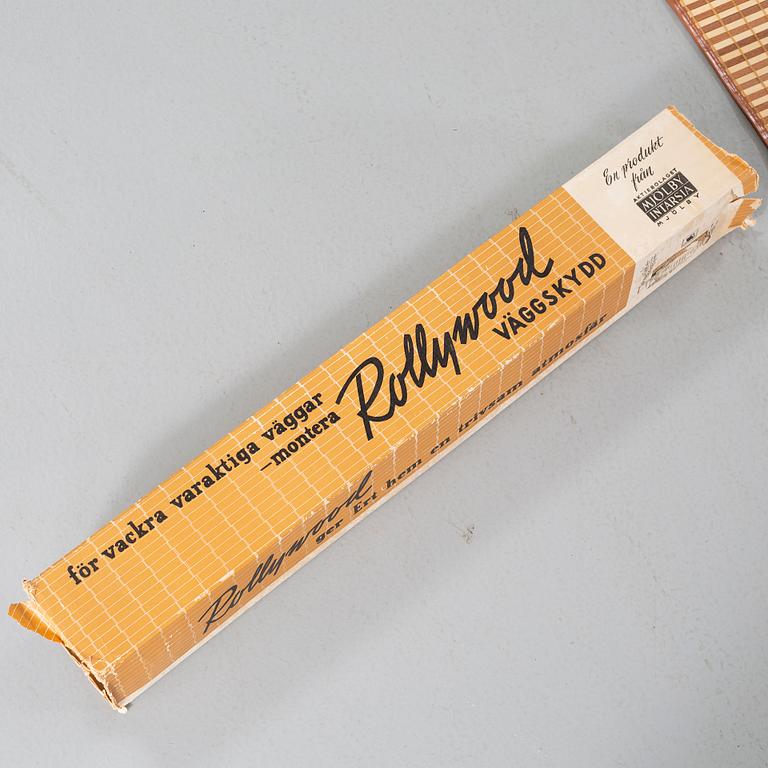 för vackra varaktiga väggar
—montera
Rollywood
VÄGGSKYDD
En produkt
från
AKTIEBOLAGET
MJÖLBY
INTARSIA
MJÖLBY
Rollywood
ger Ert hem en trivsam atmosfär